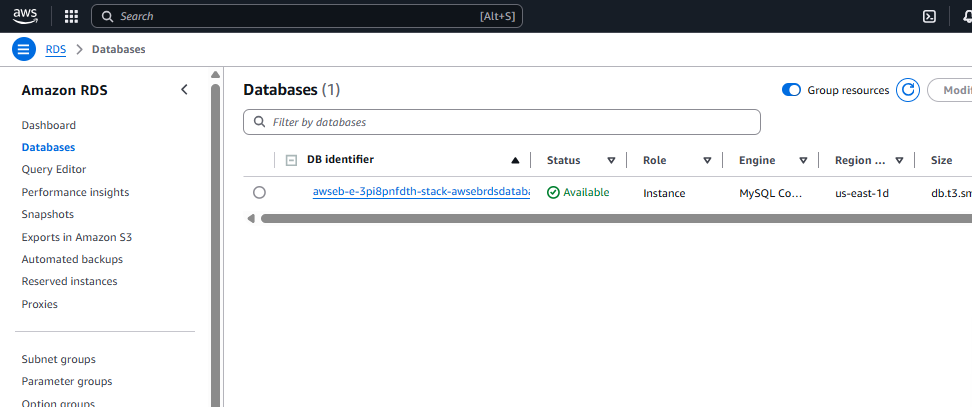 aws
Search [Alt+S]
RDS > Databases
Amazon RDS
Dashboard
Databases
Query Editor
Performance insights
Snapshots
Exports in Amazon S3
Automated backups
Reserved instances
Proxies
Subnet groups
Parameter groups
Option groups
Databases (1)
Group resources
Modif
Filter by databases
DB identifier Status Role Engine Region ... Size
awseb-e-3pi8pnfdth-stack-awsebrdsdataba Available Instance MySQL Co... us-east-1d db.t3.sm